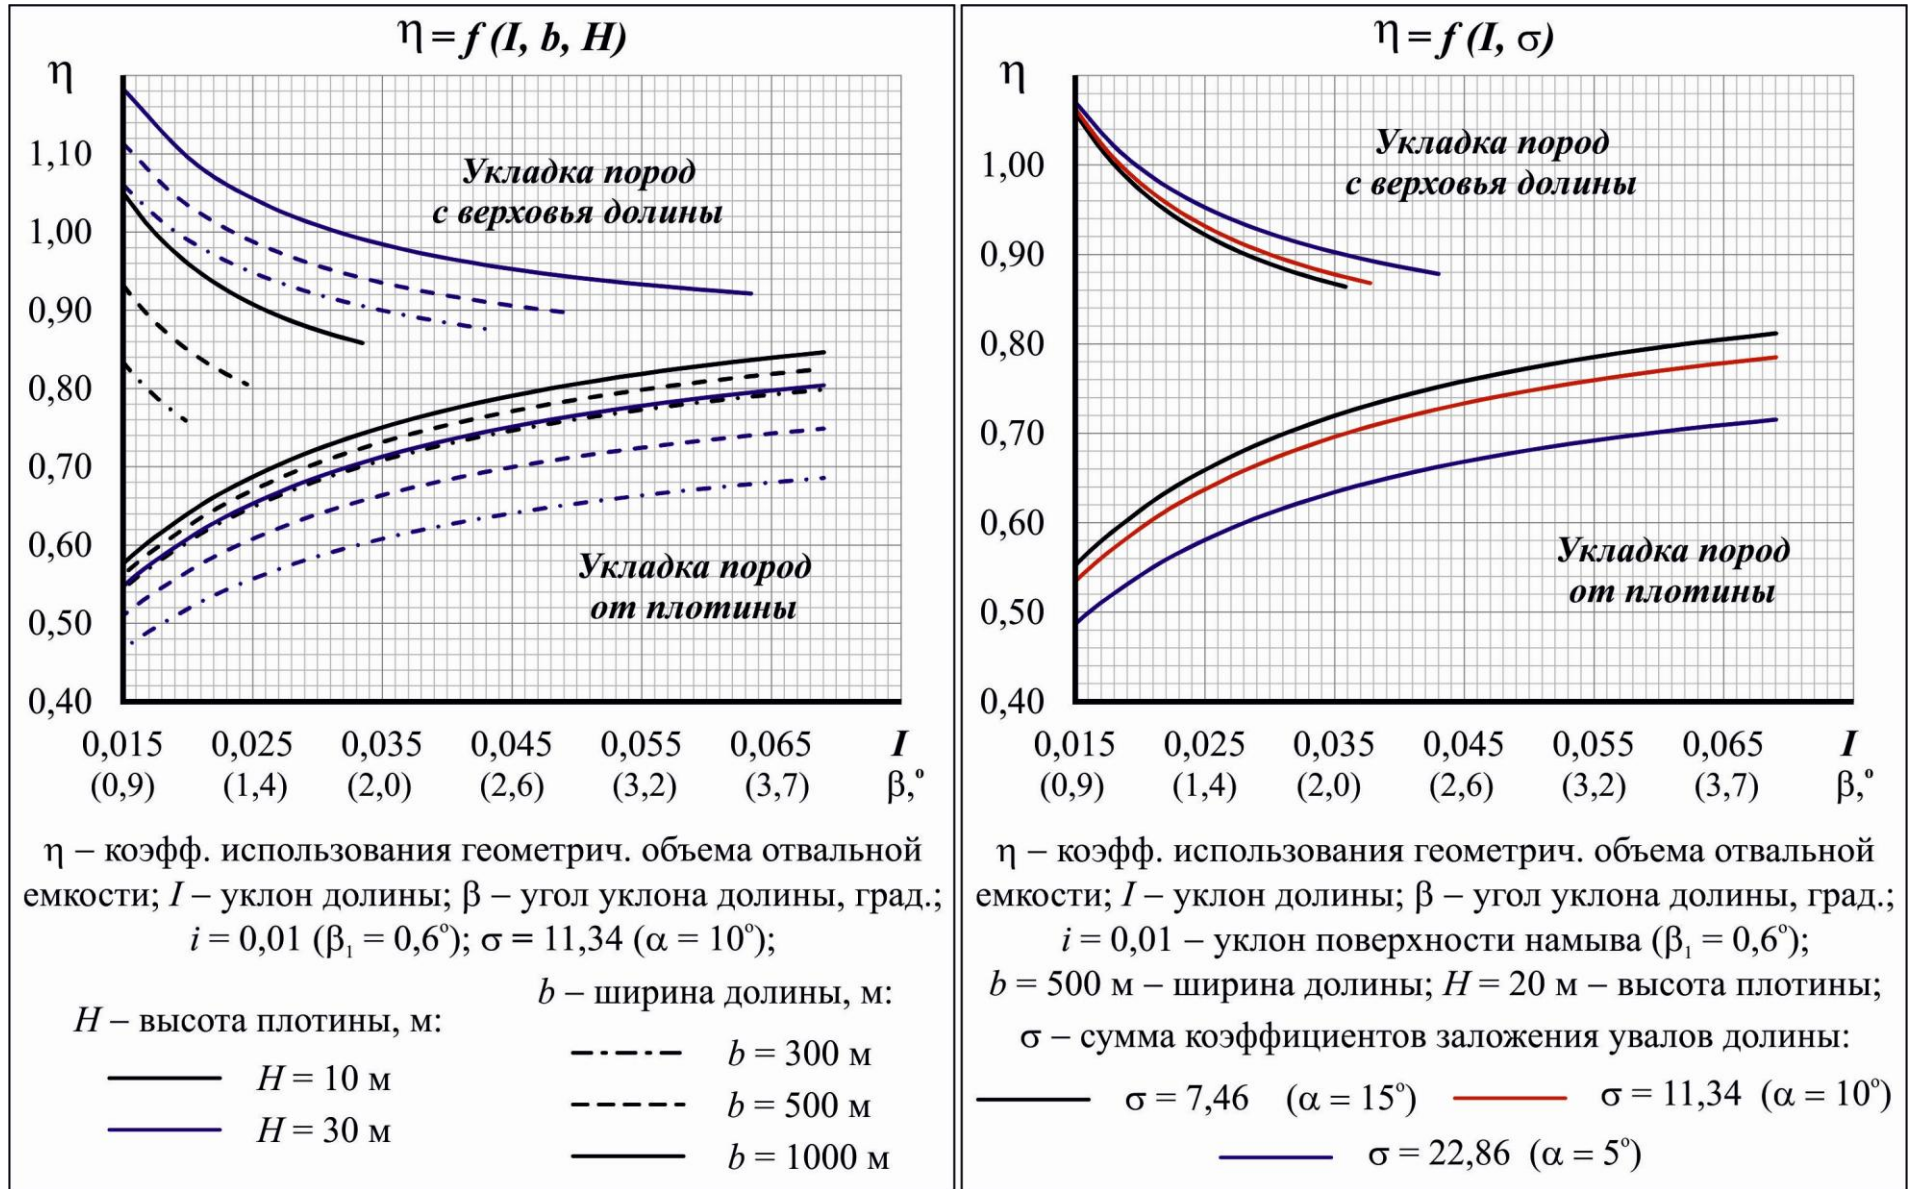 η = f (I, b, H)
η
1,10
1,00
0,90
0,80
0,70
0,60
0,50
0,40
Укладка пород
с верховья долины
Укладка пород
от плотины
0,015 0,025 0,035 0,045 0,055 0,065 I
(0,9) (1,4) (2,0) (2,6) (3,2) (3,7) β,°
η – коэфф. использования геометрич. объема отвальной
емкости; I – уклон долины; β – угол уклона долины, град.;
i = 0,01 (β₁ = 0,6°); σ = 11,34 (α = 10°);
H – высота плотины, м:
H = 10 м
H = 30 м
b – ширина долины, м:
b = 300 м
b = 500 м
b = 1000 м
η = f (I, σ)
η
1,00
0,90
0,80
0,70
0,60
0,50
0,40
Укладка пород
с верховья долины
Укладка пород
от плотины
0,015 0,025 0,035 0,045 0,055 0,065 I
(0,9) (1,4) (2,0) (2,6) (3,2) (3,7) β,°
η – коэфф. использования геометрич. объема отвальной
емкости; I – уклон долины; β – угол уклона долины, град.;
i = 0,01 – уклон поверхности намыва (β₁ = 0,6°);
b = 500 м – ширина долины; H = 20 м – высота плотины;
σ – сумма коэффициентов заложения увалов долины:
σ = 7,46 (α = 15°) σ = 11,34 (α = 10°)
σ = 22,86 (α = 5°)